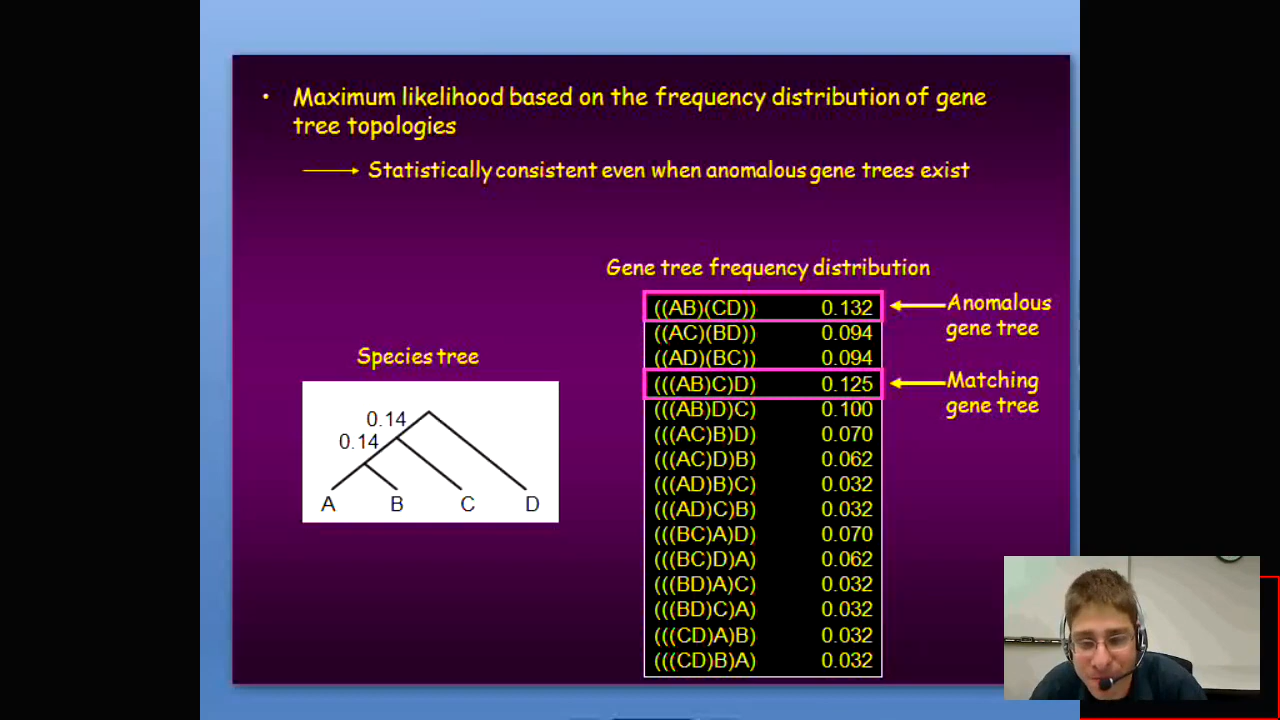 • Maximum likelihood based on the frequency distribution of gene
tree topologies
Statistically consistent even when anomalous gene trees exist
Gene tree frequency distribution
((AB)(CD)) 0.132
((AC)(BD)) 0.094
((AD)(BC)) 0.094
(((AB)C)D) 0.125
(((AB)D)C) 0.100
(((AC)B)D) 0.070
(((AC)D)B) 0.062
(((AD)B)C) 0.032
(((AD)C)B) 0.032
(((BC)A)D) 0.070
(((BC)D)A) 0.062
(((BD)A)C) 0.032
(((BD)C)A) 0.032
(((CD)A)B) 0.032
(((CD)B)A) 0.032
Anomalous
gene tree
Matching
gene tree
Species tree
0.14
0.14
A B C D